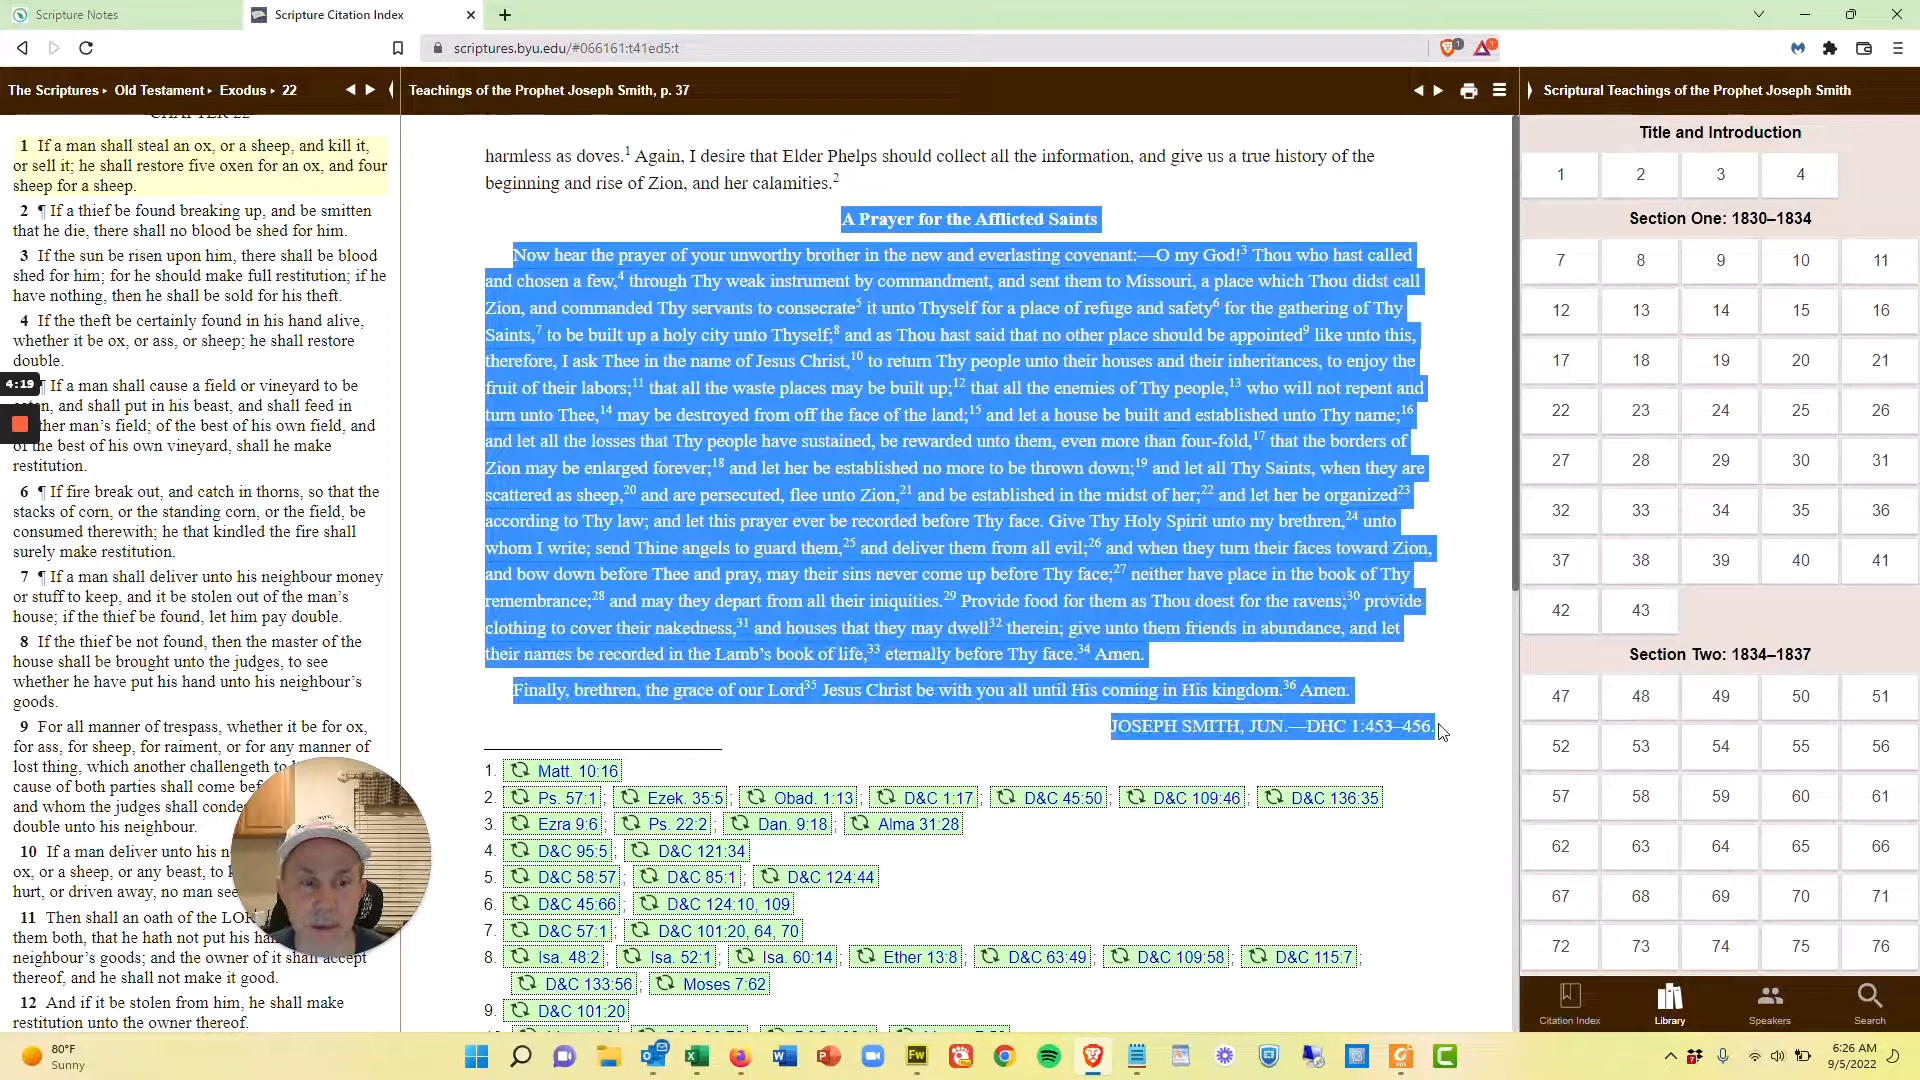 Scripture Notes
Scripture Citation Index
scriptures.byu.edu/#066161:t41ed5:t
1
1
The Scriptures▸ Old Testament▸ Exodus▸ 22
Teachings of the Prophet Joseph Smith, p. 37
Scriptural Teachings of the Prophet Joseph Smith
CHAPTER 22
1 If a man shall steal an ox, or a sheep, and kill it,
or sell it; he shall restore five oxen for an ox, and four
sheep for a sheep.
2 ¶ If a thief be found breaking up, and be smitten
that he die, there shall no blood be shed for him.
3 If the sun be risen upon him, there shall be blood
shed for him; for he should make full restitution; if he
have nothing, then he shall be sold for his theft.
4 If the theft be certainly found in his hand alive,
whether it be ox, or ass, or sheep; he shall restore
double.
4:19
¶ If a man shall cause a field or vineyard to be
and shall put in his beast, and shall feed in
man's field; of the best of his own field, and
of the best of his own vineyard, shall he make
restitution.
6 ¶ If fire break out, and catch in thorns, so that the
stacks of corn, or the standing corn, or the field, be
consumed therewith; he that kindled the fire shall
surely make restitution.
7 ¶ If a man shall deliver unto his neighbour money
or stuff to keep, and it be stolen out of the man's
house; if the thief be found, let him pay double.
8 If the thief be not found, then the master of the
house shall be brought unto the judges, to see
whether he have put his hand unto his neighbour's
goods.
9 For all manner of trespass, whether it be for ox,
for ass, for sheep, for raiment, or for any manner of
lost thing, which another challengeth to
cause of both parties shall come
and whom the judges shall
double unto his neighbour.
10 If a man deliver unto his
ox, or a sheep, or any beast, to
hurt, or driven away, no man
11 Then shall an oath of the
them both, that he hath not put his
neighbour's goods; and the owner of it shall accept
thereof, and he shall not make it good.
12 And if it be stolen from him, he shall make
restitution unto the owner thereof.
harmless as doves.1 Again, I desire that Elder Phelps should collect all the information, and give us a true history of the
beginning and rise of Zion, and her calamities.2
A Prayer for the Afflicted Saints
Now hear the prayer of your unworthy brother in the new and everlasting covenant:—O my God!3 Thou who hast called
and chosen a few,4 through Thy weak instrument by commandment, and sent them to Missouri, a place which Thou didst call
Zion, and commanded Thy servants to consecrate5 it unto Thyself for a place of refuge and safety6 for the gathering of Thy
Saints,7 to be built up a holy city unto Thyself;8 and as Thou hast said that no other place should be appointed9 like unto this,
therefore, I ask Thee in the name of Jesus Christ,10 to return Thy people unto their houses and their inheritances, to enjoy the
fruit of their labors;11 that all the waste places may be built up;12 that all the enemies of Thy people,13 who will not repent and
turn unto Thee,14 may be destroyed from off the face of the land;15 and let a house be built and established unto Thy name;16
and let all the losses that Thy people have sustained, be rewarded unto them, even more than four-fold,17 that the borders of
Zion may be enlarged forever;18 and let her be established no more to be thrown down;19 and let all Thy Saints, when they are
scattered as sheep,20 and are persecuted, flee unto Zion,21 and be established in the midst of her;22 and let her be organized23
according to Thy law; and let this prayer ever be recorded before Thy face. Give Thy Holy Spirit unto my brethren,24 unto
whom I write; send Thine angels to guard them,25 and deliver them from all evil;26 and when they turn their faces toward Zion,
and bow down before Thee and pray, may their sins never come up before Thy face;27 neither have place in the book of Thy
remembrance;28 and may they depart from all their iniquities.29 Provide food for them as Thou doest for the ravens;30 provide
clothing to cover their nakedness,31 and houses that they may dwell32 therein; give unto them friends in abundance, and let
their names be recorded in the Lamb's book of life,33 eternally before Thy face.34 Amen.
Finally, brethren, the grace of our Lord35 Jesus Christ be with you all until His coming in His kingdom.36 Amen.
JOSEPH SMITH, JUN.—DHC 1:453–456.
1. Matt. 10:16
2. Ps. 57:1; Ezek. 35:5; Obad. 1:13; D&C 1:17; D&C 45:50; D&C 109:46; D&C 136:35
3. Ezra 9:6; Ps. 22:2; Dan. 9:18; Alma 31:28
4. D&C 95:5; D&C 121:34
5. D&C 58:57; D&C 85:1; D&C 124:44
6. D&C 45:66; D&C 124:10, 109
7. D&C 57:1; D&C 101:20, 64, 70
8. Isa. 48:2; Isa. 52:1; Isa. 60:14; Ether 13:8; D&C 63:49; D&C 109:58; D&C 115:7;
D&C 133:56; Moses 7:62
9. D&C 101:20
Title and Introduction
1 2 3 4
Section One: 1830–1834
7 8 9 10 11
12 13 14 15 16
17 18 19 20 21
22 23 24 25 26
27 28 29 30 31
32 33 34 35 36
37 38 39 40 41
42 43
Section Two: 1834–1837
47 48 49 50 51
52 53 54 55 56
57 58 59 60 61
62 63 64 65 66
67 68 69 70 71
72 73 74 75 76
Citation Index Library Speakers Search
80°F
Sunny
Fw
6:26 AM
9/5/2022